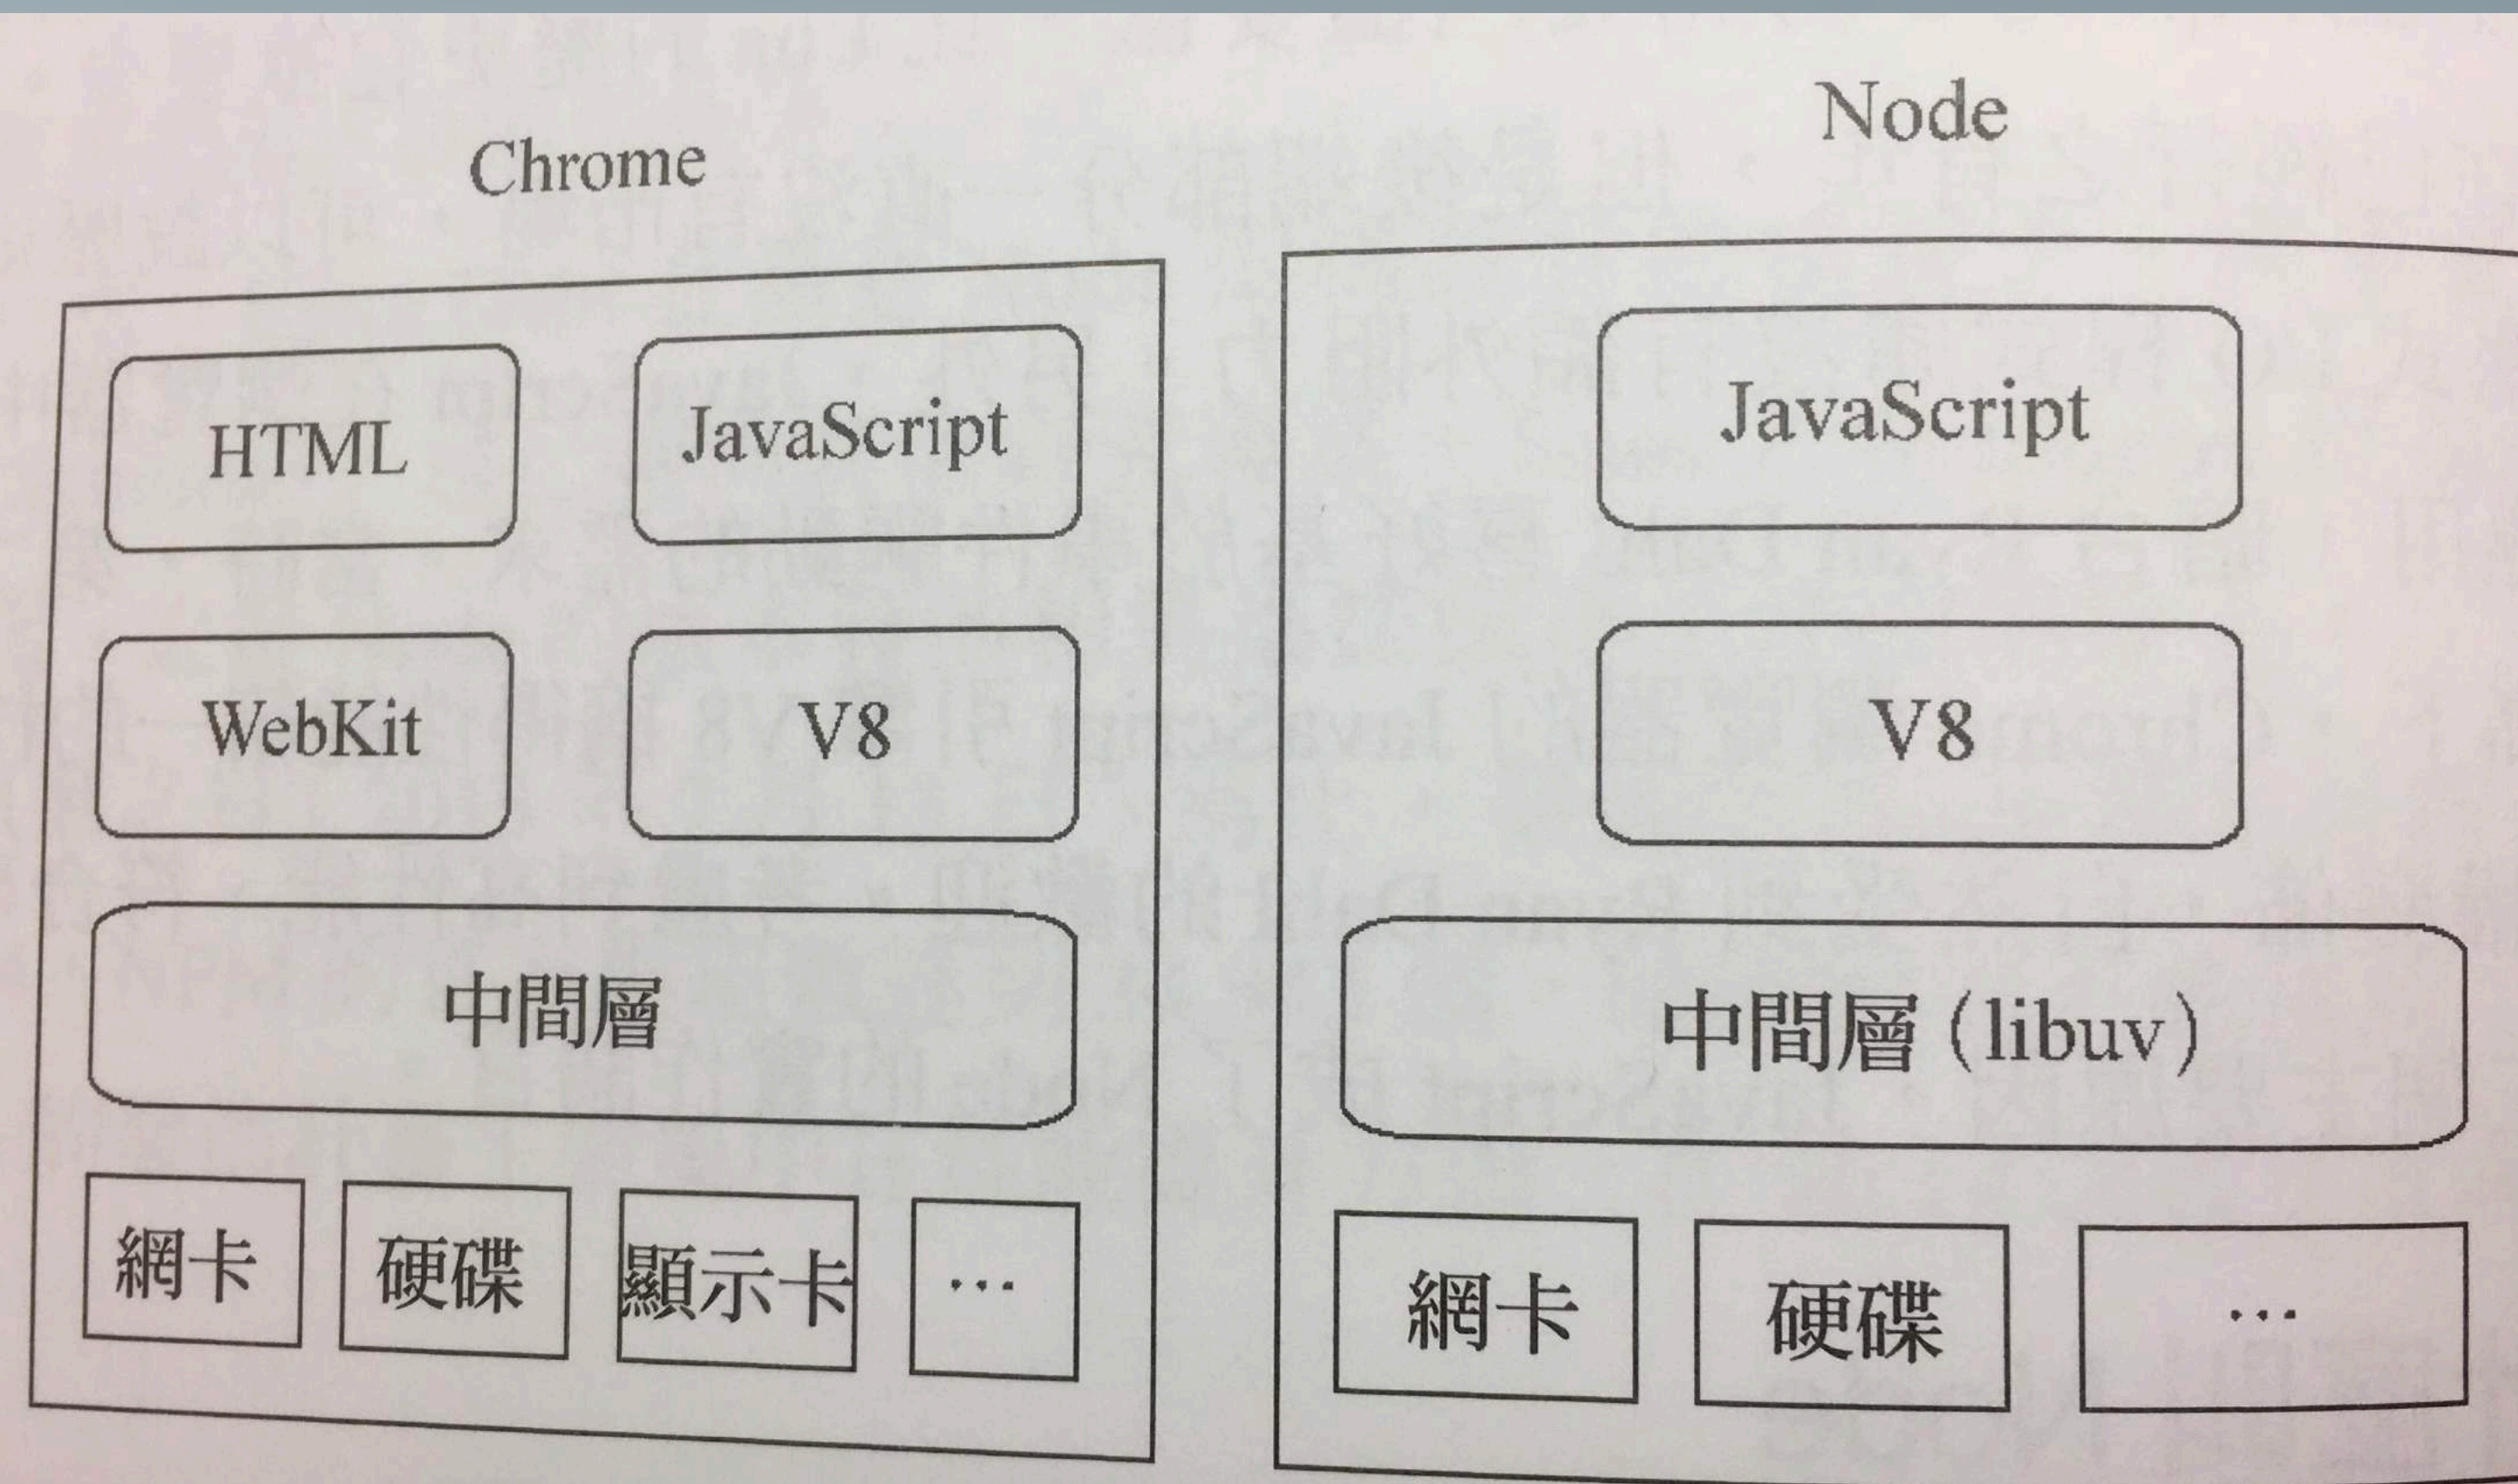 Chrome
HTML JavaScript
WebKit V8
中間層
網卡 硬碟 顯示卡 …
Node
JavaScript
V8
中間層（libuv）
網卡 硬碟 …